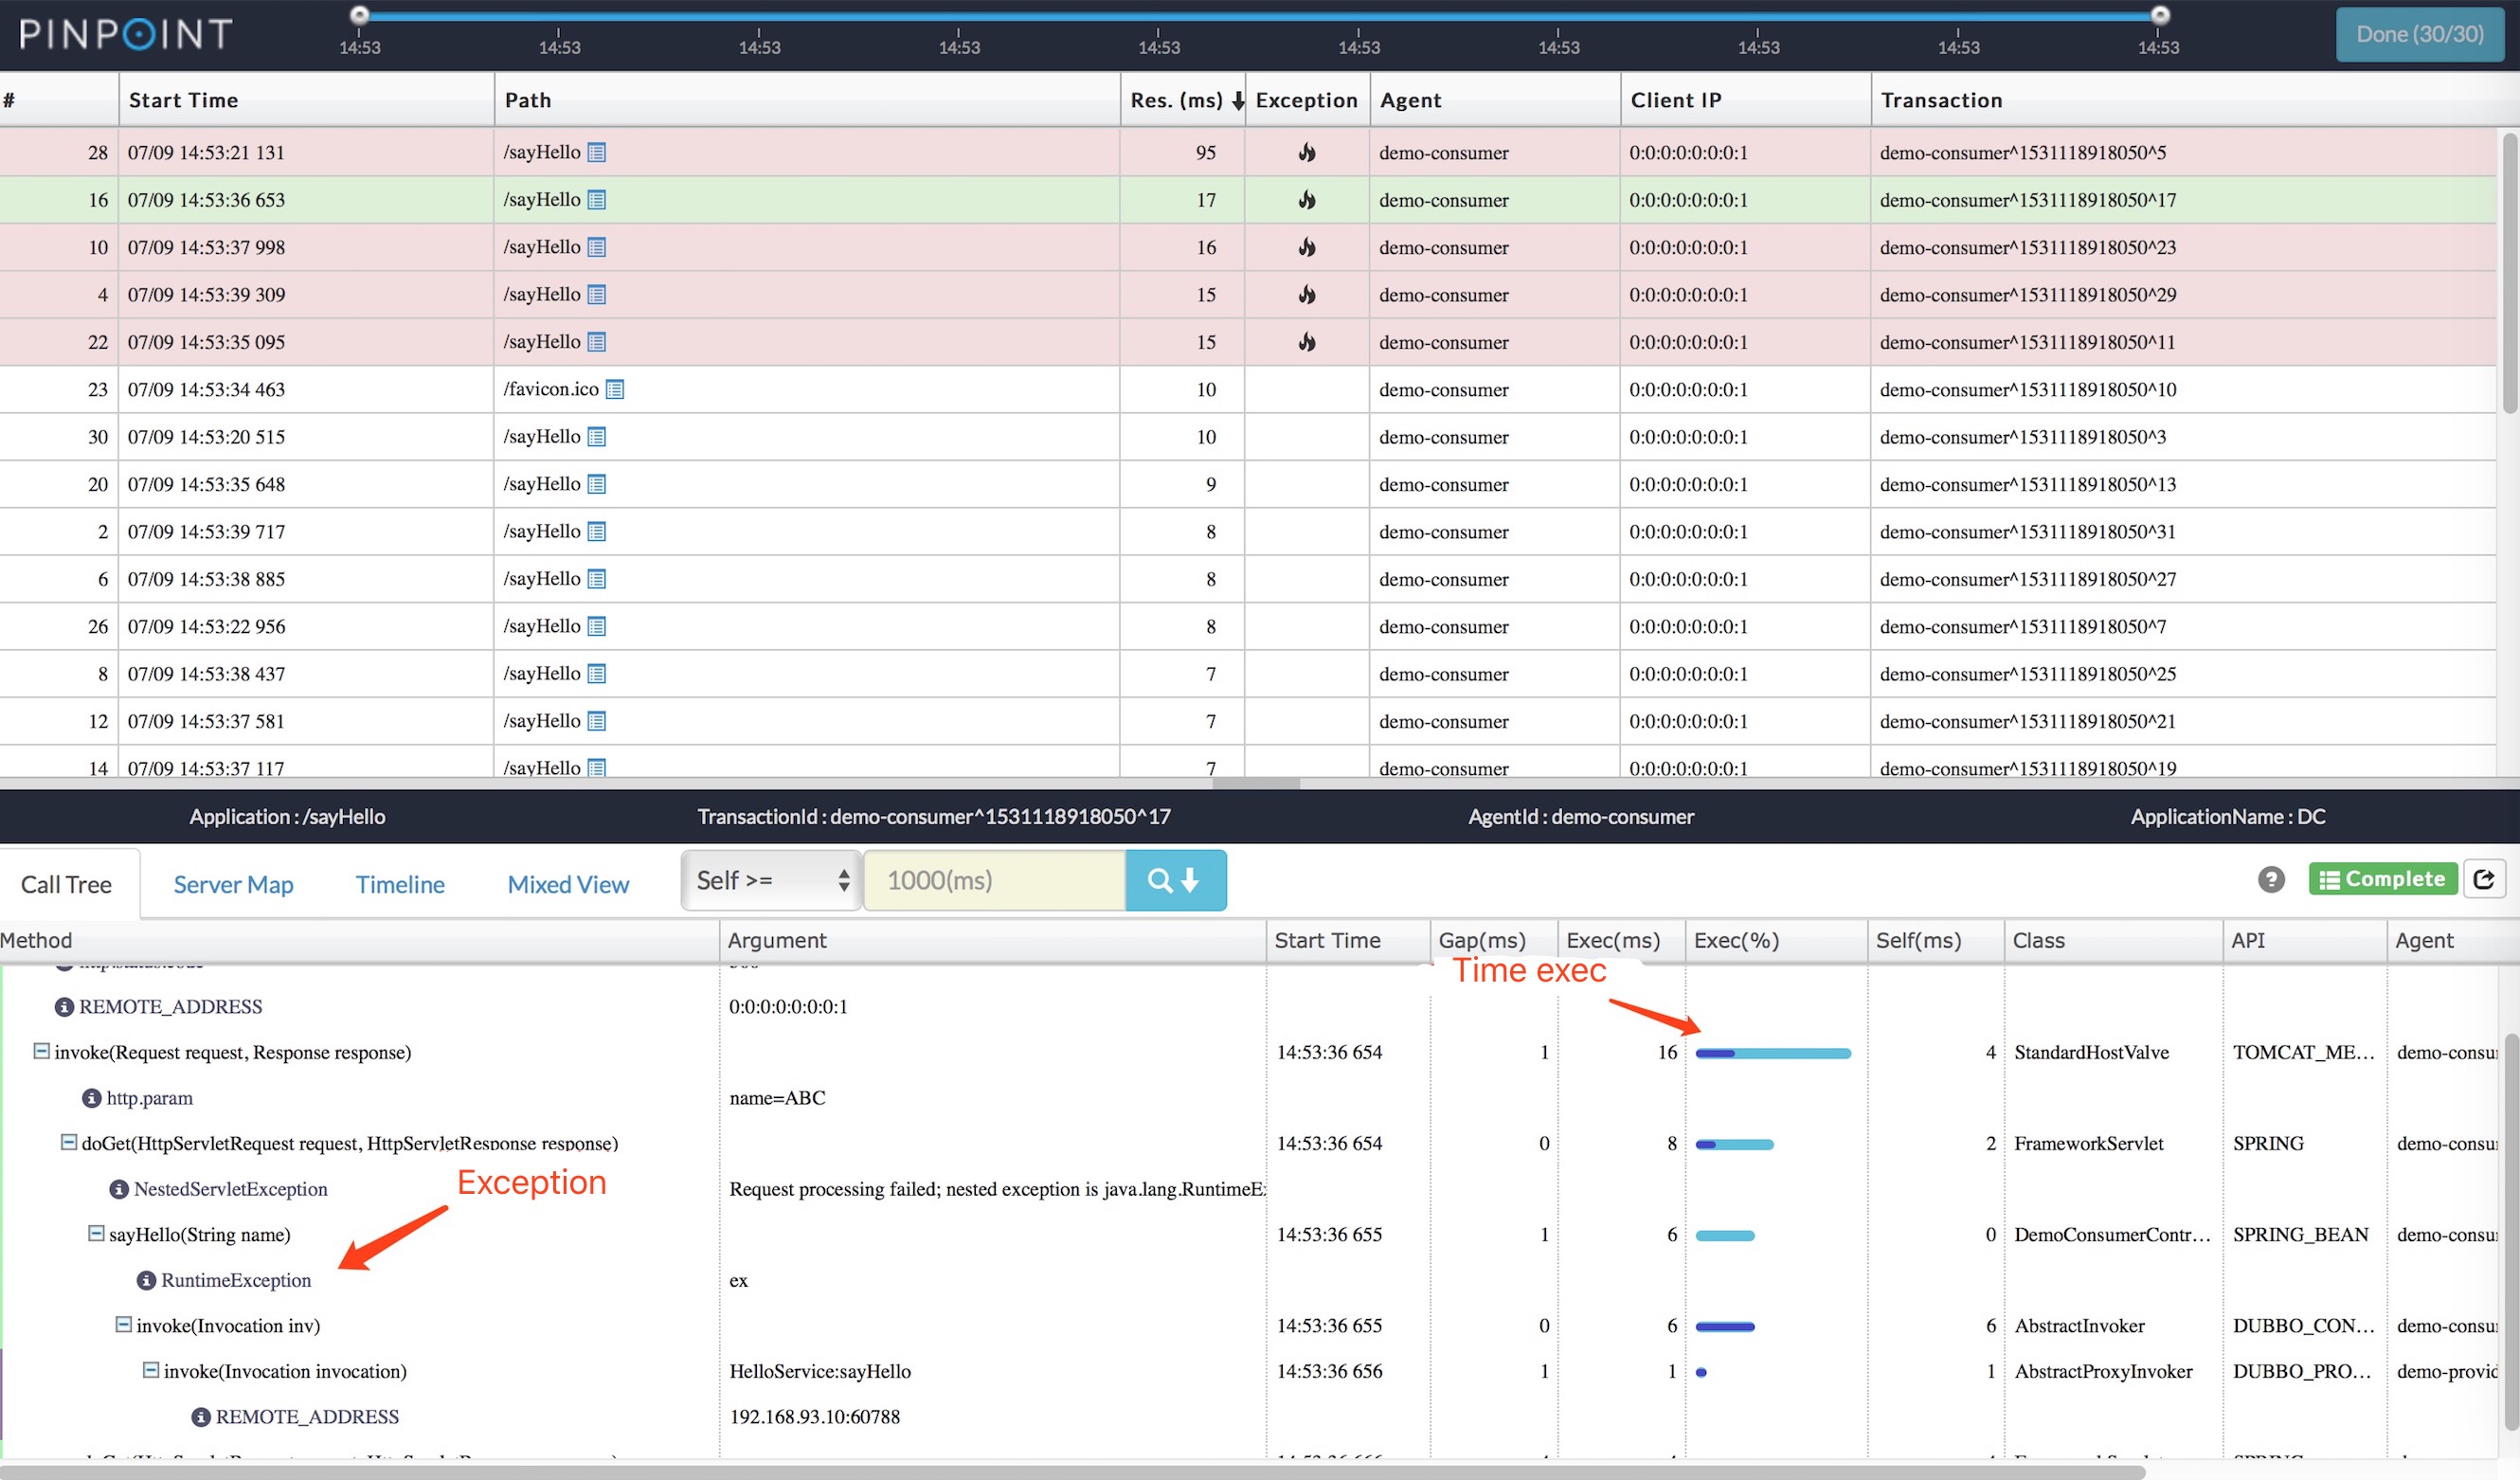 PINPOINT
14:53 14:53 14:53 14:53 14:53 14:53 14:53 14:53 14:53 14:53
Done (30/30)
# Start Time Path Res. (ms) Exception Agent Client IP Transaction
28 07/09 14:53:21 131 /sayHello 95 demo-consumer 0:0:0:0:0:0:0:1 demo-consumer^1531118918050^5
16 07/09 14:53:36 653 /sayHello 17 demo-consumer 0:0:0:0:0:0:0:1 demo-consumer^1531118918050^17
10 07/09 14:53:37 998 /sayHello 16 demo-consumer 0:0:0:0:0:0:0:1 demo-consumer^1531118918050^23
4 07/09 14:53:39 309 /sayHello 15 demo-consumer 0:0:0:0:0:0:0:1 demo-consumer^1531118918050^29
22 07/09 14:53:35 095 /sayHello 15 demo-consumer 0:0:0:0:0:0:0:1 demo-consumer^1531118918050^11
23 07/09 14:53:34 463 /favicon.ico 10 demo-consumer 0:0:0:0:0:0:0:1 demo-consumer^1531118918050^10
30 07/09 14:53:20 515 /sayHello 10 demo-consumer 0:0:0:0:0:0:0:1 demo-consumer^1531118918050^3
20 07/09 14:53:35 648 /sayHello 9 demo-consumer 0:0:0:0:0:0:0:1 demo-consumer^1531118918050^13
2 07/09 14:53:39 717 /sayHello 8 demo-consumer 0:0:0:0:0:0:0:1 demo-consumer^1531118918050^31
6 07/09 14:53:38 885 /sayHello 8 demo-consumer 0:0:0:0:0:0:0:1 demo-consumer^1531118918050^27
26 07/09 14:53:22 956 /sayHello 8 demo-consumer 0:0:0:0:0:0:0:1 demo-consumer^1531118918050^7
8 07/09 14:53:38 437 /sayHello 7 demo-consumer 0:0:0:0:0:0:0:1 demo-consumer^1531118918050^25
12 07/09 14:53:37 581 /sayHello 7 demo-consumer 0:0:0:0:0:0:0:1 demo-consumer^1531118918050^21
14 07/09 14:53:37 117 /sayHello 7 demo-consumer 0:0:0:0:0:0:0:1 demo-consumer^1531118918050^19
Application : /sayHello TransactionId : demo-consumer^1531118918050^17 AgentId : demo-consumer ApplicationName : DC
Call Tree Server Map Timeline Mixed View Self >= 1000(ms) ? Complete
Method Argument Start Time Gap(ms) Exec(ms) Exec(%) Self(ms) Class API Agent
Time exec
REMOTE_ADDRESS 0:0:0:0:0:0:0:1
invoke(Request request, Response response) 14:53:36 654 1 16 4 StandardHostValve TOMCAT_ME... demo-consu
http.param name=ABC
doGet(HttpServletRequest request, HttpServletResponse response) 14:53:36 654 0 8 2 FrameworkServlet SPRING demo-consu
Exception
NestedServletException Request processing failed; nested exception is java.lang.RuntimeE
sayHello(String name) 14:53:36 655 1 6 0 DemoConsumerContr... SPRING_BEAN demo-consu
RuntimeException ex
invoke(Invocation inv) 14:53:36 655 0 6 6 AbstractInvoker DUBBO_CON... demo-consu
invoke(Invocation invocation) HelloService:sayHello 14:53:36 656 1 1 1 AbstractProxyInvoker DUBBO_PRO... demo-provid
REMOTE_ADDRESS 192.168.93.10:60788